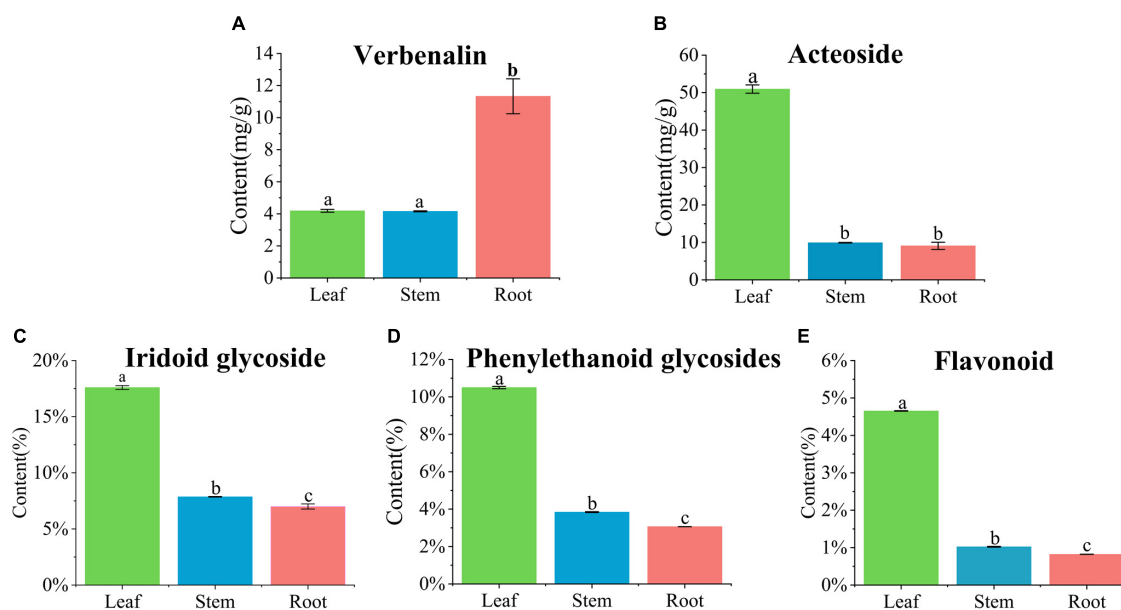 A
Verbenalin
Content(mg/g)
14
12
10
8
6
4
2
0
a
a
b
Leaf
Stem
Root
B
Acteoside
Content(mg/g)
60
50
40
30
20
10
0
a
b
b
Leaf
Stem
Root
C
Iridoid glycoside
Content(%)
20%
15%
10%
5%
0%
a
b
c
Leaf
Stem
Root
D
Phenylethanoid glycosides
Content(%)
12%
10%
8%
6%
4%
2%
0%
a
b
c
Leaf
Stem
Root
E
Flavonoid
Content(%)
6%
5%
4%
3%
2%
1%
0%
a
b
c
Leaf
Stem
Root